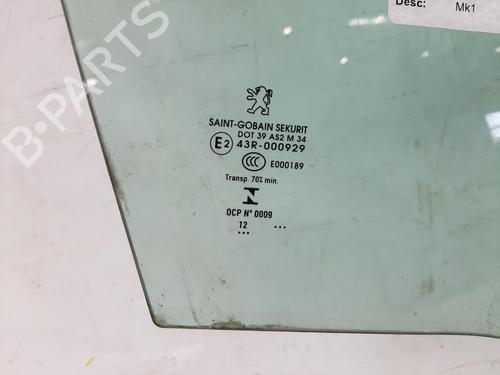 Desc: Mk1
B-PARTS
SAINT-GOBAIN SEKURIT
DOT 39 AS2 M 34
E2 43R-000929
CCC E000189
Transp. 70% min.
OCP N° 0009
12 ...
...